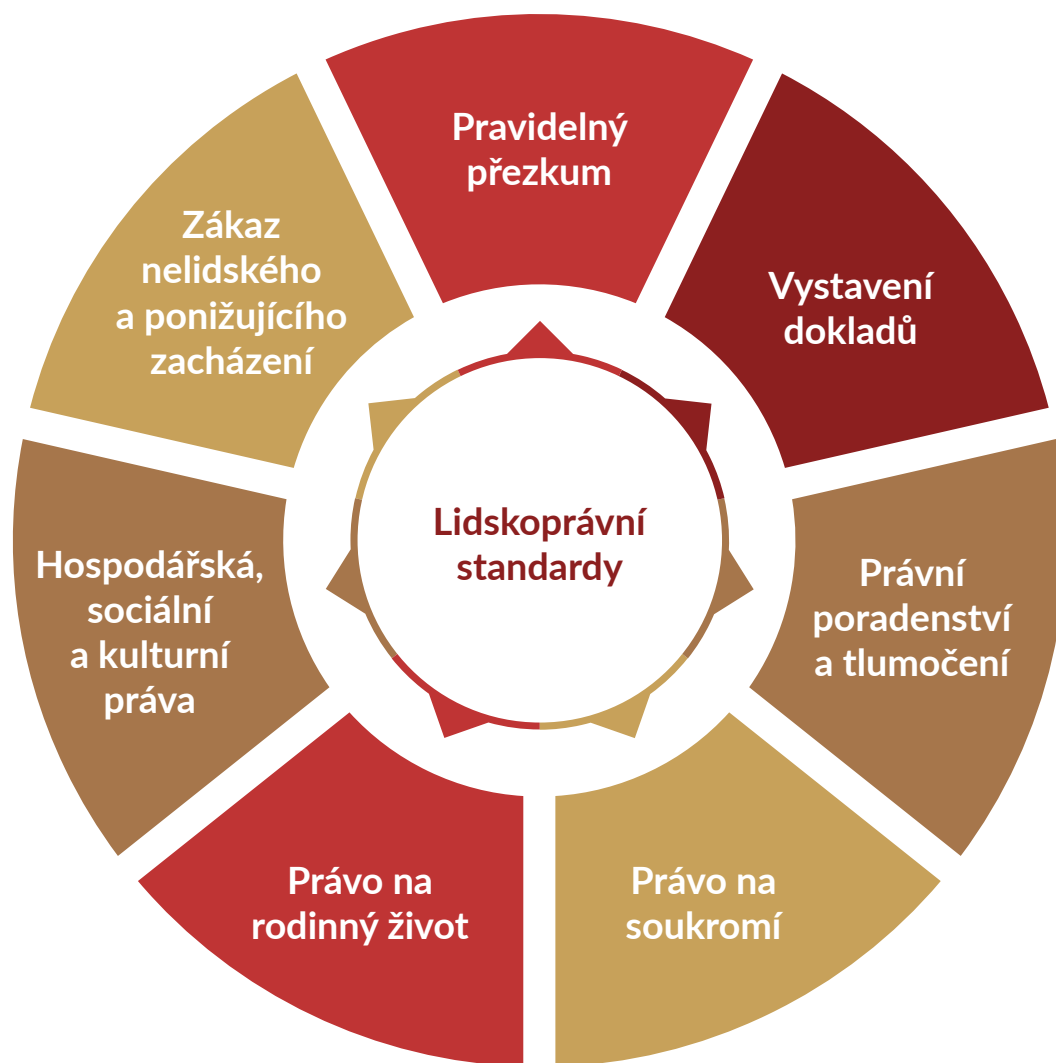 Pravidelný
přezkum
Vystavení
dokladů
Právní
poradenství
a tlumočení
Právo na
soukromí
Právo na
rodinný život
Hospodářská,
sociální
a kulturní
práva
Zákaz
nelidského
a ponižujícího
zacházení
Lidskoprávní
standardy